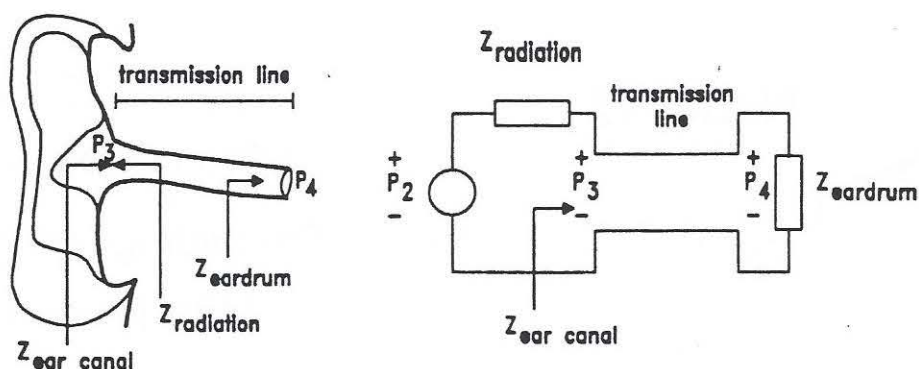 transmission line
P3
P4
Zeardrum
Zradiation
Zear canal
Zradiation
transmission
line
+
P2
-
+
P3
-
+
P4
-
Zeardrum
Zear canal